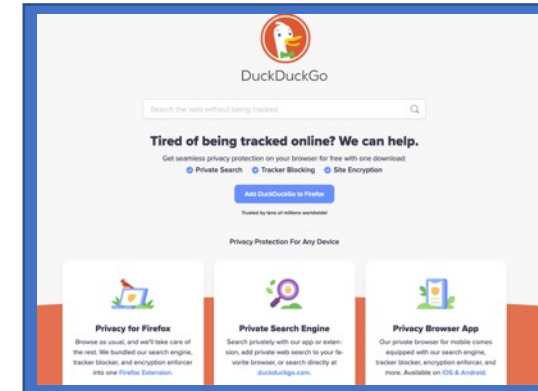 DuckDuckGo
Search the web without being tracked
Tired of being tracked online? We can help.
Get seamless privacy protection on your browser for free with one download:
Private Search Tracker Blocking Site Encryption
Add DuckDuckGo to Firefox
Trusted by tens of millions worldwide!
Privacy Protection For Any Device
Privacy for Firefox
Browse as usual, and we'll take care of
the rest. We bundled our search engine,
tracker blocker, and encryption enforcer
into one Firefox Extension.
Private Search Engine
Search privately with our app or exten-
sion, add private web search to your fa-
vorite browser, or search directly at
duckduckgo.com.
Privacy Browser App
Our private browser for mobile comes
equipped with our search engine,
tracker blocker, encryption enforcer, and
more. Available on iOS & Android.